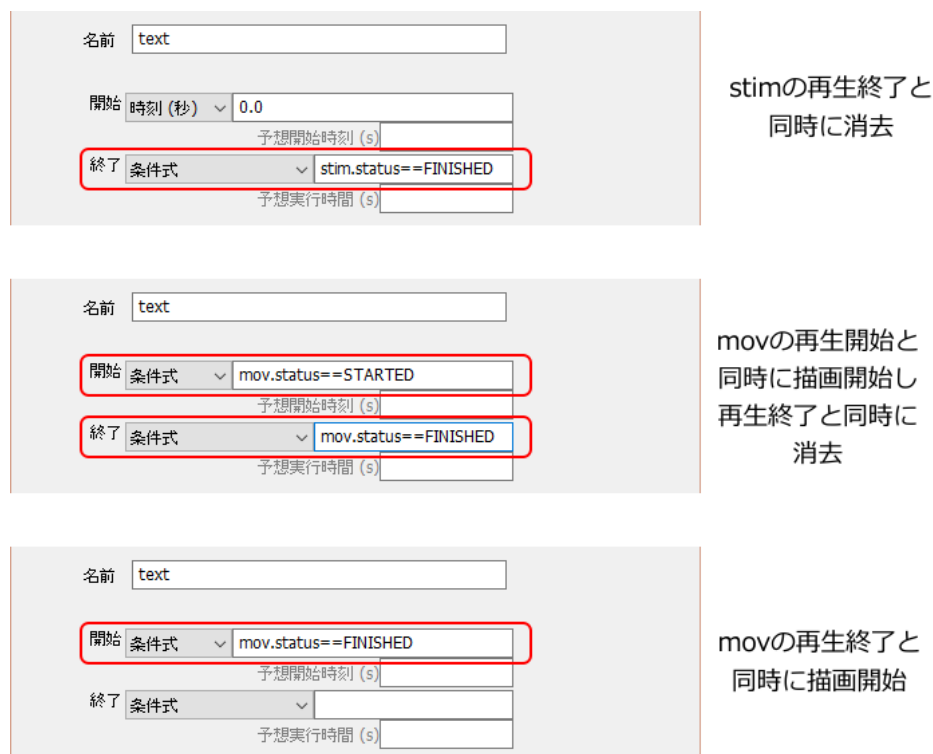 名前 text
開始 時刻 (秒) 0.0
予想開始時刻 (s)
終了 条件式 stim.status==FINISHED
予想実行時間 (s)
stimの再生終了と
同時に消去
名前 text
開始 条件式 mov.status==STARTED
予想開始時刻 (s)
終了 条件式 mov.status==FINISHED
予想実行時間 (s)
movの再生開始と
同時に描画開始し
再生終了と同時に
消去
名前 text
開始 条件式 mov.status==FINISHED
予想開始時刻 (s)
終了 条件式
予想実行時間 (s)
movの再生終了と
同時に描画開始